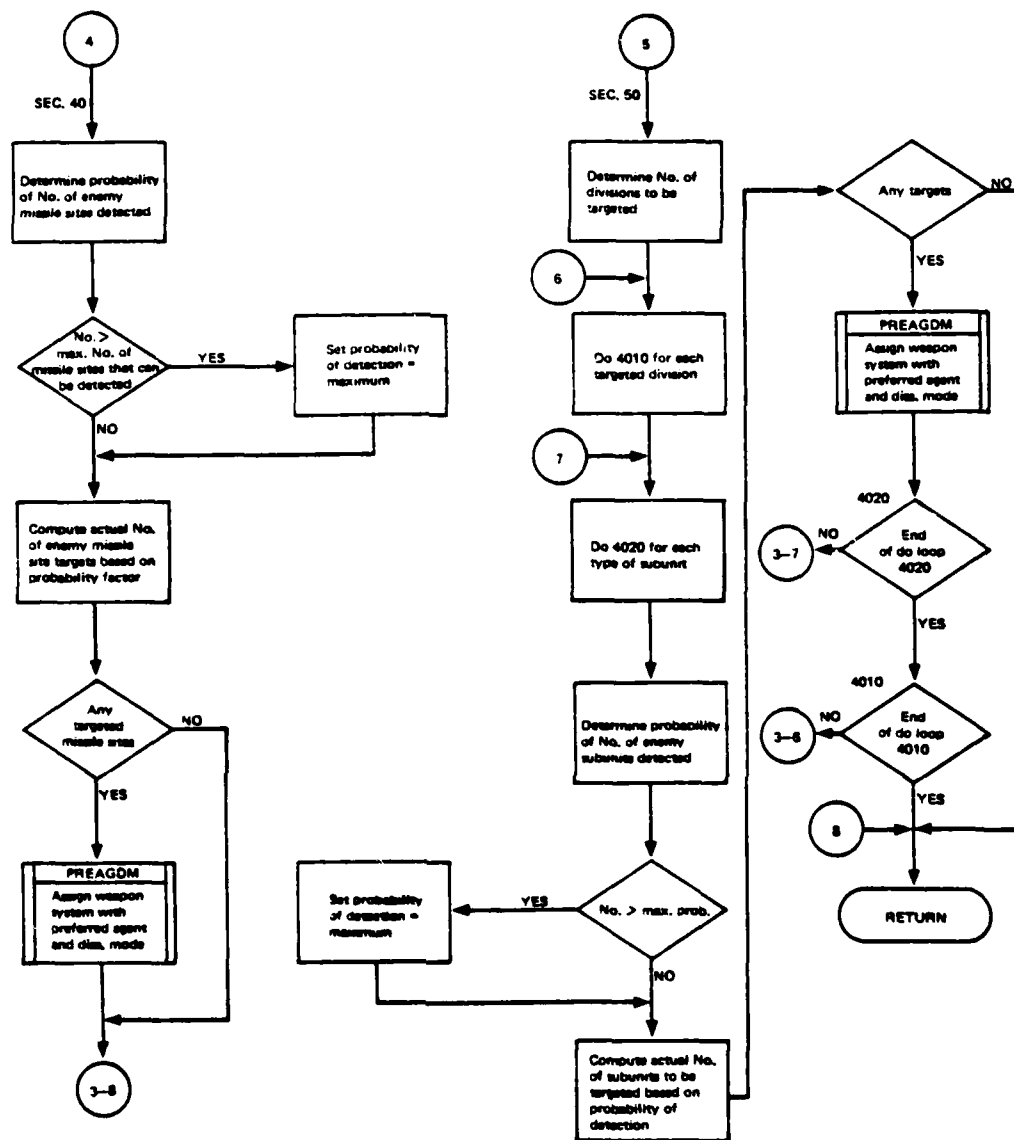 4
SEC. 40
Determine probability
of No. of enemy
missile sites detected
No. >
max. No. of
missile sites that can
be detected
YES
Set probability
of detection =
maximum
NO
Compute actual No.
of enemy missile
site targets based on
probability factor
Any
targeted
missile sites
NO
YES
PREAGDM
Assign weapon
system with
preferred agent
and diss. mode
3-8
5
SEC. 50
Determine No. of
divisions to be
targeted
6
Do 4010 for each
targeted division
7
Do 4020 for each
type of subunit
Determine probability
of No. of enemy
subunits detected
No. > max. prob.
YES
Set probability
of detection =
maximum
NO
Compute actual No.
of subunits to be
targeted based on
probability of
detection
Any targets
NO
YES
PREAGDM
Assign weapon
system with
preferred agent
and diss. mode
4020
End
of do loop
4020
NO
3-7
YES
4010
End
of do loop
4010
NO
3-6
YES
8
RETURN